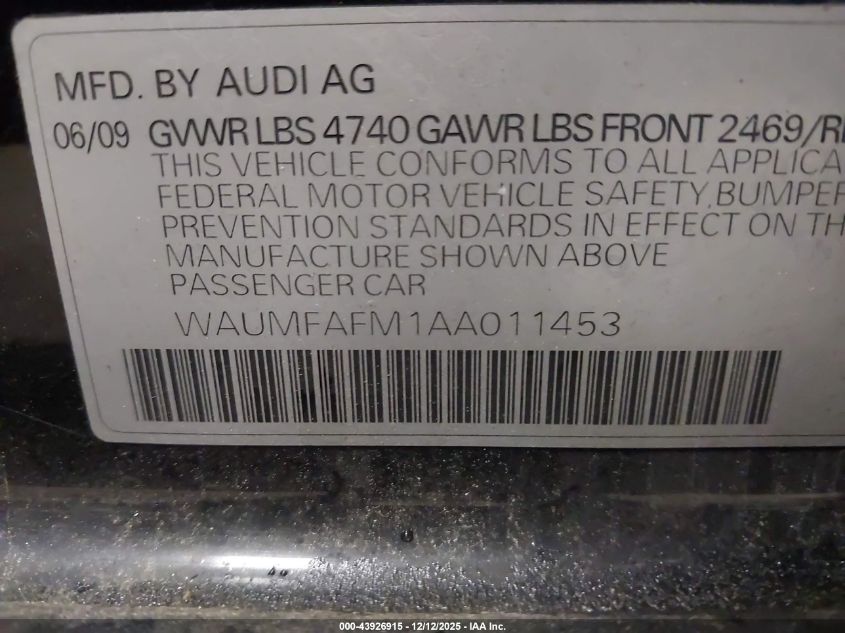 MFD. BY AUDI AG
06/09 GVWR LBS 4740 GAWR LBS FRONT 2469/R
THIS VEHICLE CONFORMS TO ALL APPLICA
FEDERAL MOTOR VEHICLE SAFETY, BUMPER
PREVENTION STANDARDS IN EFFECT ON TH
MANUFACTURE SHOWN ABOVE
PASSENGER CAR
WAUMFAFM1AA011453
000-43926915 - 12/12/2025 - IAA Inc.